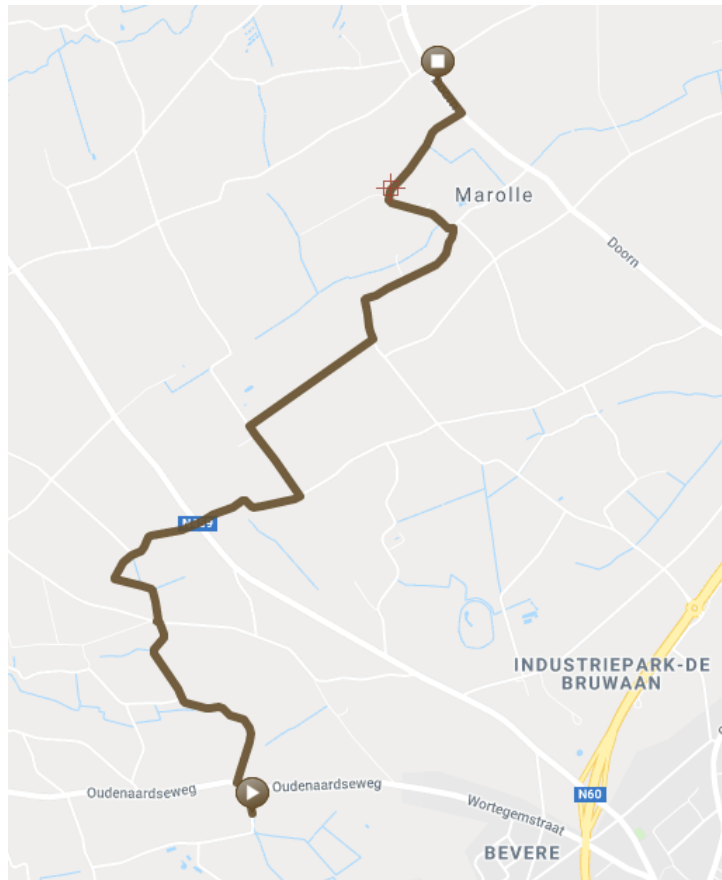 Marolle
Doorn
INDUSTRIEPARK-DE
BRUWAAN
Oudenaardseweg
Oudenaardseweg
N60
Wortegemstraat
BEVERE